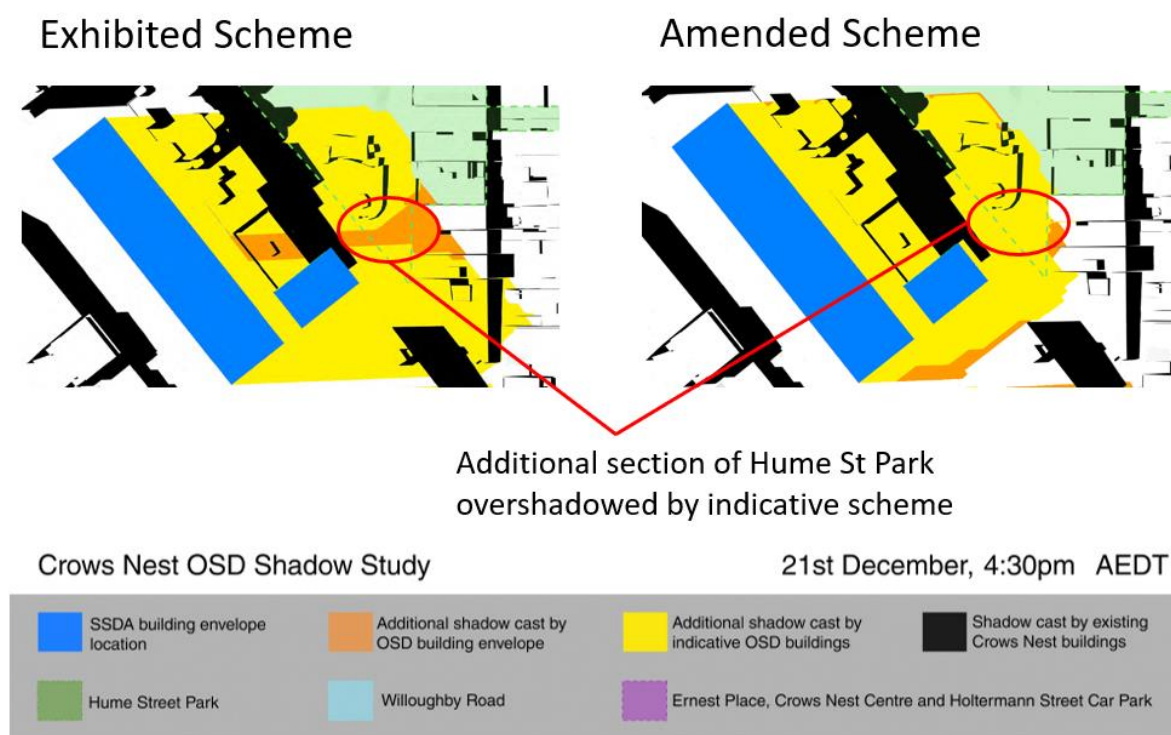 Exhibited Scheme
Amended Scheme
Additional section of Hume St Park
overshadowed by indicative scheme
Crows Nest OSD Shadow Study
21st December, 4:30pm AEDT
SSDA building envelope
location
Additional shadow cast by
OSD building envelope
Additional shadow cast by
indicative OSD buildings
Shadow cast by existing
Crows Nest buildings
Hume Street Park
Willoughby Road
Ernest Place, Crows Nest Centre and Holtermann Street Car Park